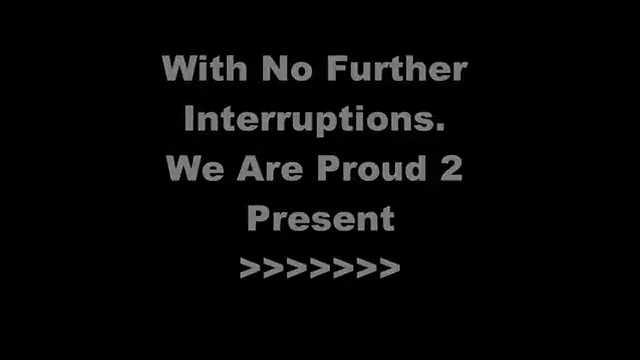 With No Further
Interruptions.
We Are Proud 2
Present
>>>>>>>